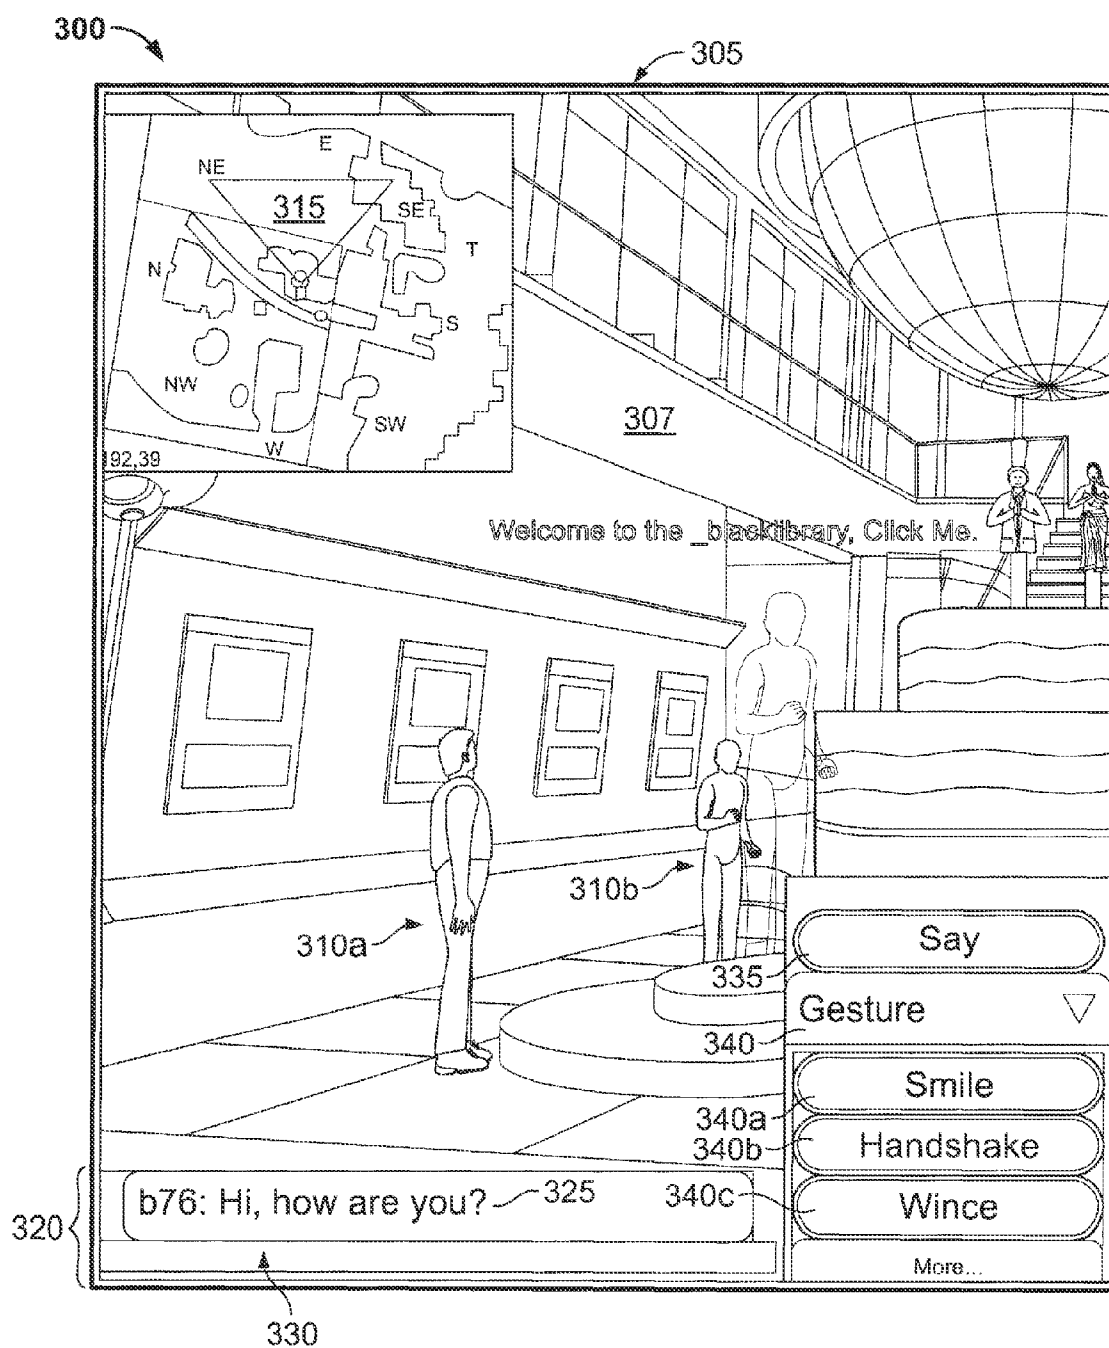 300
305
E
NE
315
SE
T
N
S
NW
SW
W
192,39
307
Welcome to the _blacklibrary, Click Me.
310b
310a
Say
335
Gesture
340
Smile
340a
340b
Handshake
340c
Wince
320
b76: Hi, how are you?
325
More...
330